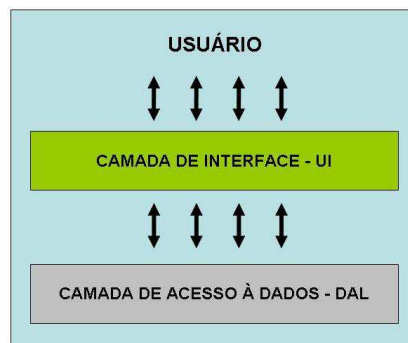 USUÁRIO
CAMADA DE INTERFACE - UI
CAMADA DE ACESSO À DADOS - DAL